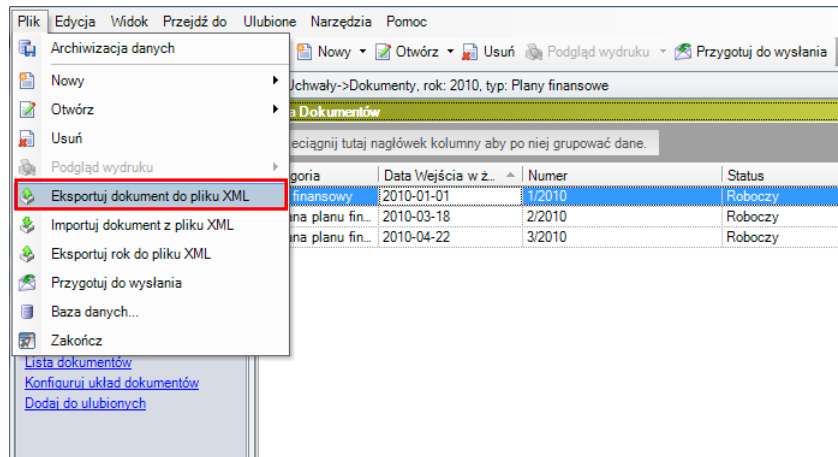 Plik Edycja Widok Przejdź do Ulubione Narzędzia Pomoc
Archiwizacja danych
Nowy Otwórz Usuń Podgląd wydruku Przygotuj do wysłania
Nowy
Uchwały->Dokumenty, rok: 2010, typ: Plany finansowe
Otwórz
a Dokumentów
Usuń
eciągnij tutaj nagłówek kolumny aby po niej grupować dane.
Podgląd wydruku
goria Data Wejścia w ż... Numer Status
Eksportuj dokument do pliku XML
finansowy 2010-01-01 1/2010 Roboczy
ana planu fin... 2010-03-18 2/2010 Roboczy
Importuj dokument z pliku XML
ana planu fin... 2010-04-22 3/2010 Roboczy
Eksportuj rok do pliku XML
Przygotuj do wysłania
Baza danych...
Zakończ
Lista dokumentów
Konfiguruj układ dokumentów
Dodaj do ulubionych